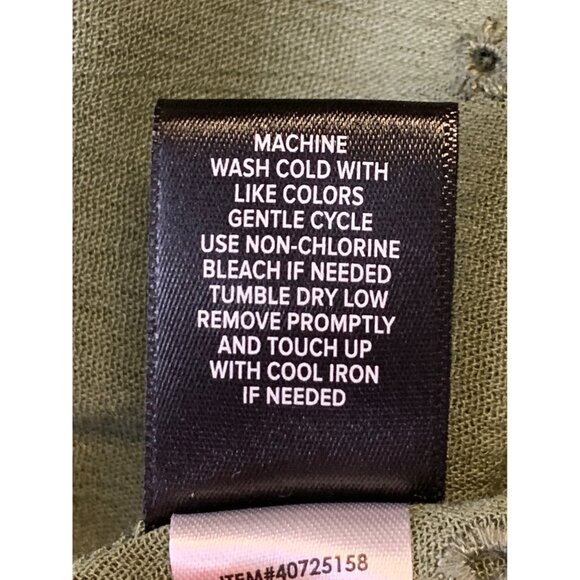 MACHINE
WASH COLD WITH
LIKE COLORS
GENTLE CYCLE
USE NON-CHLORINE
BLEACH IF NEEDED
TUMBLE DRY LOW
REMOVE PROMPTLY
AND TOUCH UP
WITH COOL IRON
IF NEEDED
ITEM#40725158